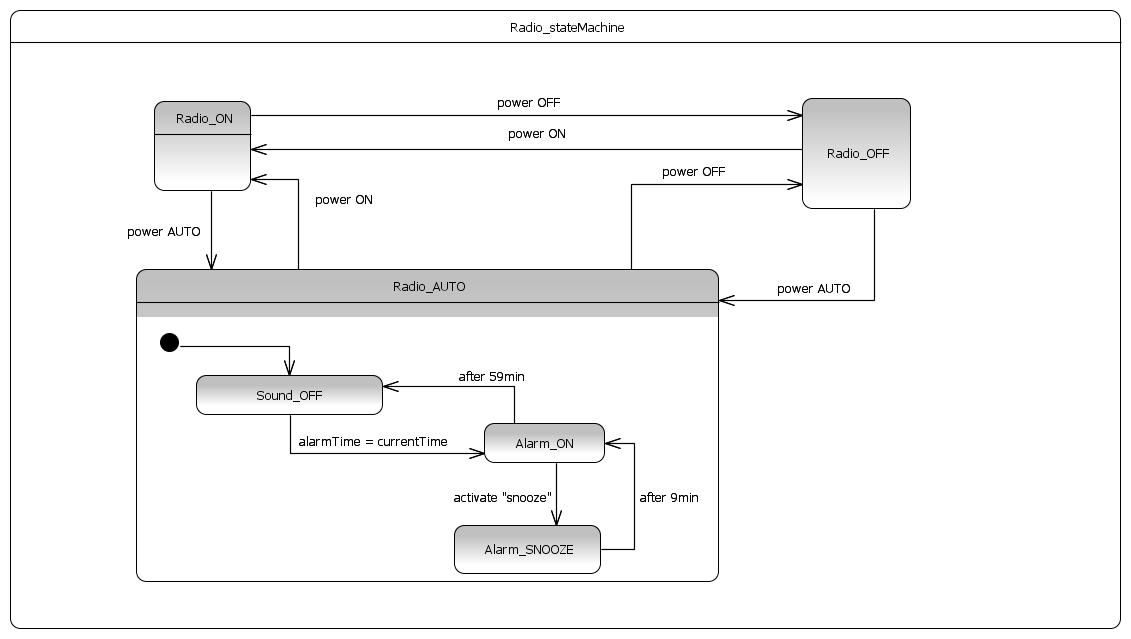 Radio_stateMachine
power OFF
Radio_ON
power ON
Radio_OFF
power OFF
power ON
power AUTO
Radio_AUTO
power AUTO
after 59min
Sound_OFF
alarmTime = currentTime
Alarm_ON
activate "snooze"
after 9min
Alarm_SNOOZE